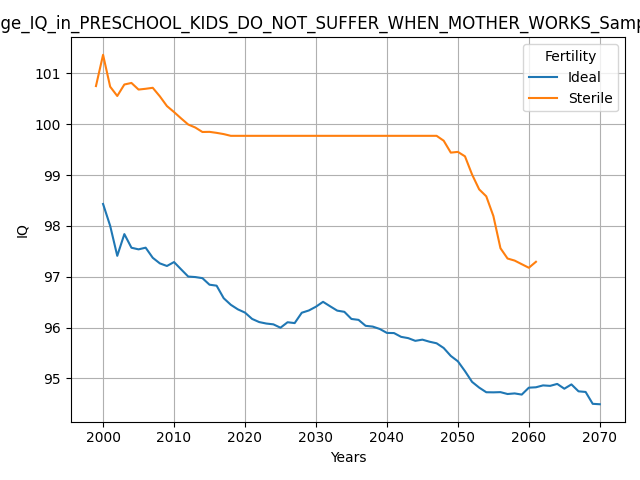 ge_IQ_in_PRESCHOOL_KIDS_DO_NOT_SUFFER_WHEN_MOTHER_WORKS_Samp
Fertility
Ideal
Sterile
101
100
99
98
97
96
95
IQ
2000 2010 2020 2030 2040 2050 2060 2070
Years